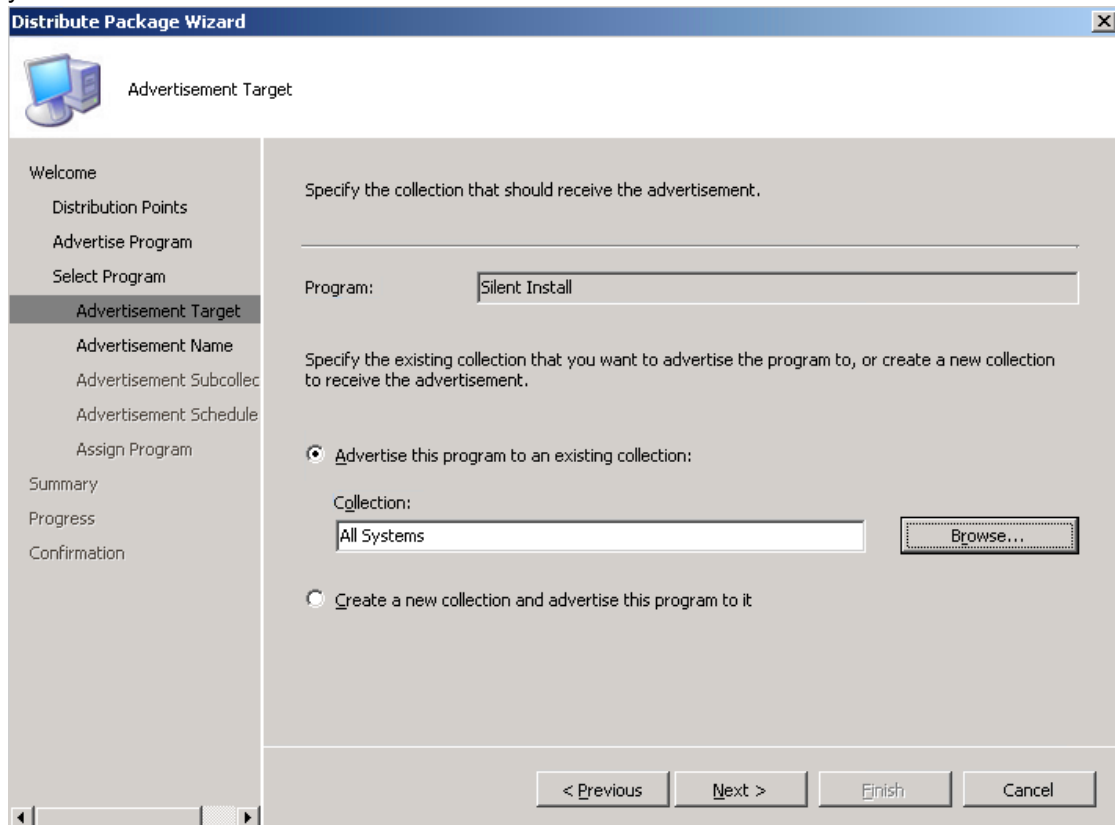 Distribute Package Wizard
Advertisement Target
Welcome
Distribution Points
Advertise Program
Select Program
Advertisement Target
Advertisement Name
Advertisement Subcollec
Advertisement Schedule
Assign Program
Summary
Progress
Confirmation
Specify the collection that should receive the advertisement.
Program:
Silent Install
Specify the existing collection that you want to advertise the program to, or create a new collection
to receive the advertisement.
Advertise this program to an existing collection:
Collection:
All Systems
Browse...
Create a new collection and advertise this program to it
< Previous
Next >
Finish
Cancel